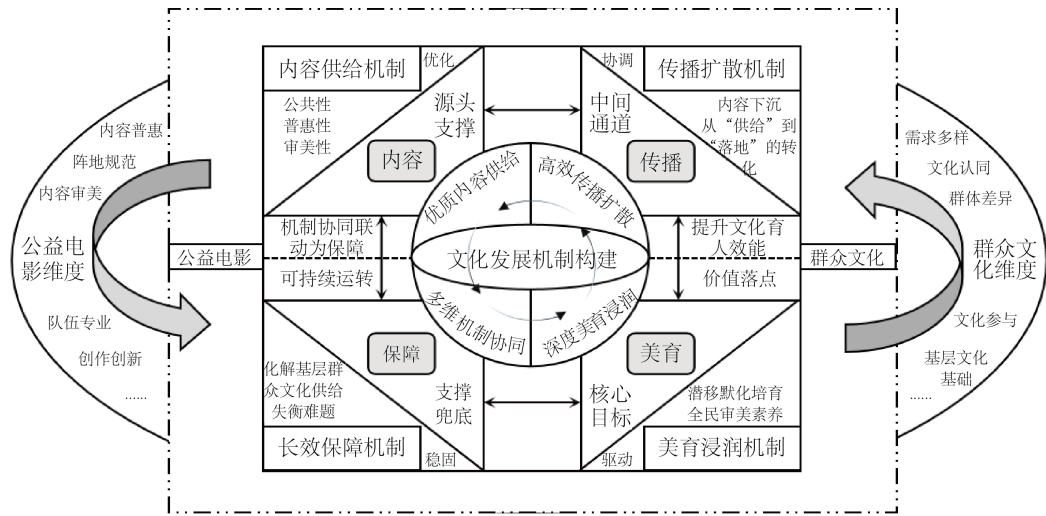 内容供给机制
优化
协调
传播扩散机制
公共性
普惠性
审美性
源头
支撑
中间
通道
内容下沉
从“供给”到
“落地”的转
化
内容
传播
内容普惠
阵地规范
内容审美
公益电
影维度
队伍专业
创作创新
......
公益电影
机制协同联
动为保障
可持续运转
优质内容供给
高效传播扩散
文化发展机制构建
多维机制协同
深度美育浸润
提升文化育
人效能
价值落点
群众文化
需求多样
文化认同
群体差异
群众文
化维度
文化参与
基层文化
基础
......
保障
美育
化解基层群
众文化供给
失衡难题
支撑
兜底
核心
目标
潜移默化培育
全民审美素养
长效保障机制
稳固
驱动
美育浸润机制